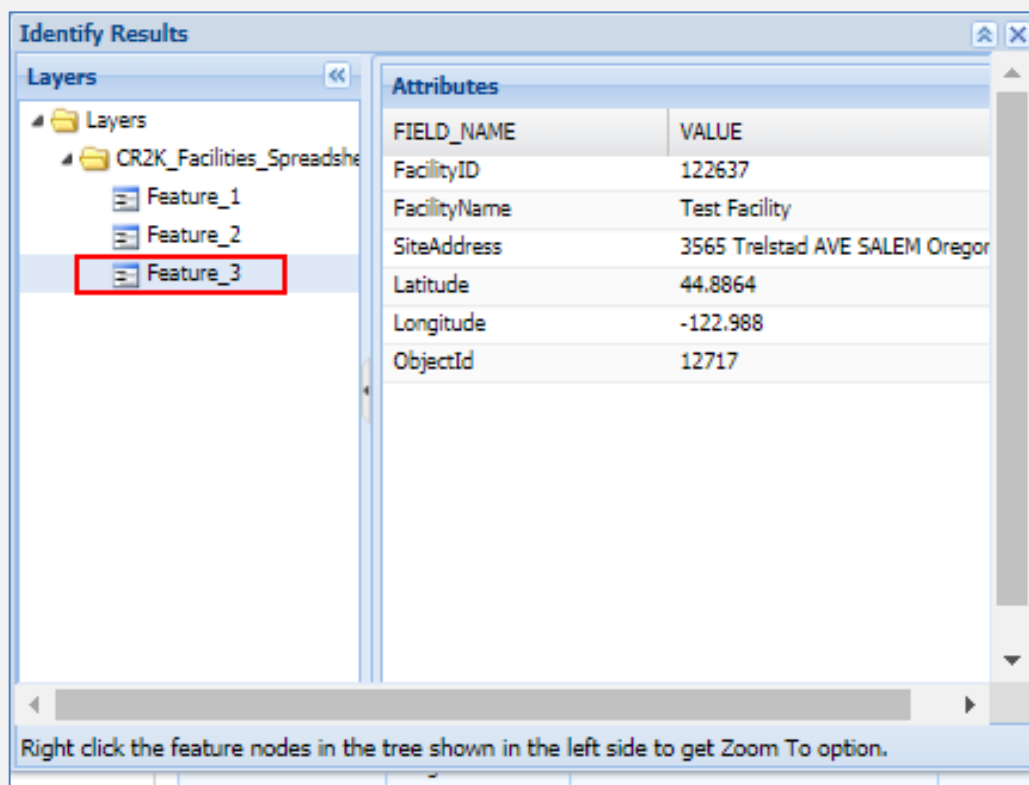 Identify Results
Layers
Layers
CR2K_Facilities_Spreadshe
Feature_1
Feature_2
Feature_3
Attributes
FIELD_NAME VALUE
FacilityID 122637
FacilityName Test Facility
SiteAddress 3565 Trelstad AVE SALEM Oregon
Latitude 44.8864
Longitude -122.988
ObjectId 12717
Right click the feature nodes in the tree shown in the left side to get Zoom To option.